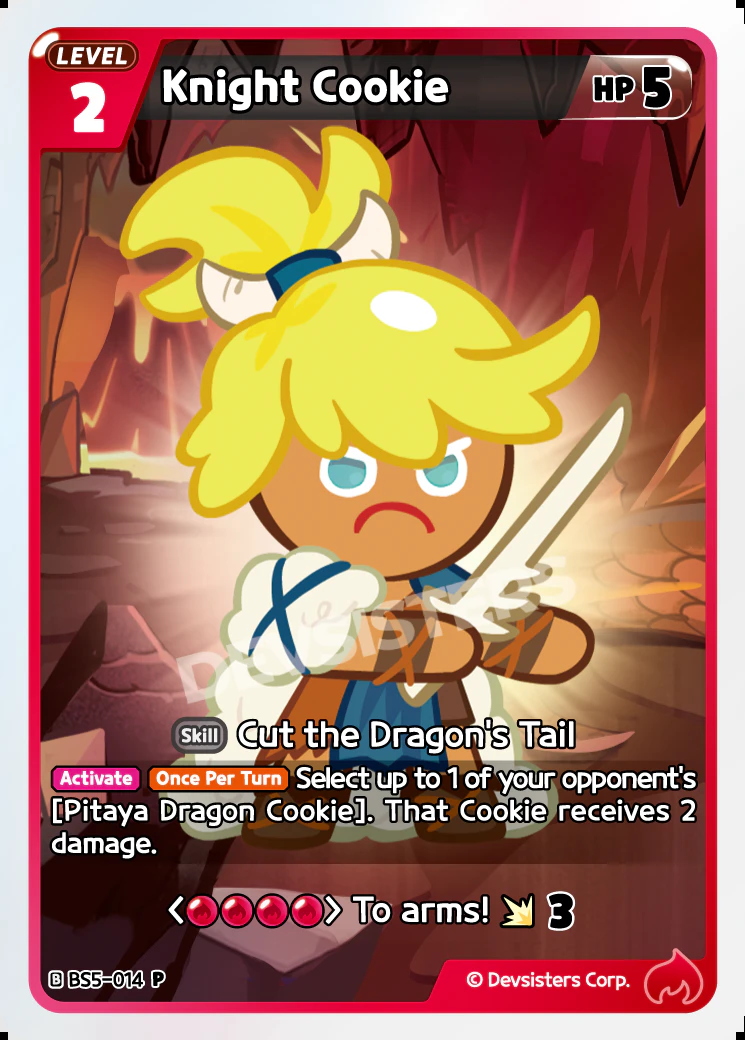 LEVEL
2
Knight Cookie
HP 5
DEVSISTERS
Skill Cut the Dragon's Tail
Activate Once Per Turn Select up to 1 of your opponent's
[Pitaya Dragon Cookie]. That Cookie receives 2
damage.
To arms! 3
B BS5-014 P
© Devsisters Corp.